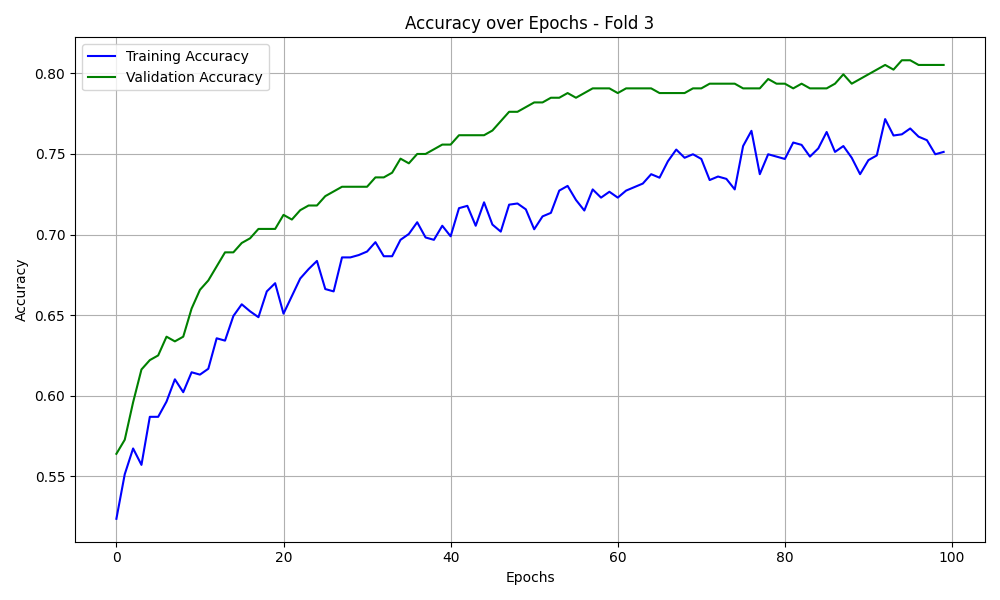 Accuracy over Epochs - Fold 3
Training Accuracy
Validation Accuracy
0.80
0.75
0.70
0.65
0.60
0.55
Accuracy
0 20 40 60 80 100
Epochs